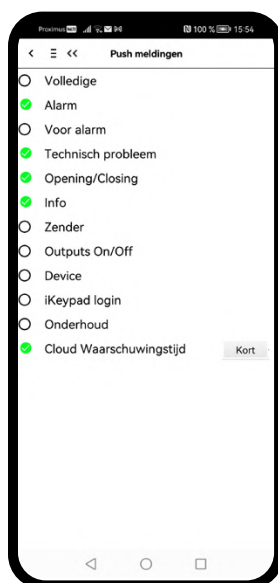 Proximus 100 % 15:54
< << Push meldingen
Volledige
Alarm
Voor alarm
Technisch probleem
Opening/Closing
Info
Zender
Outputs On/Off
Device
iKeypad login
Onderhoud
Cloud Waarschuwingstijd Kort